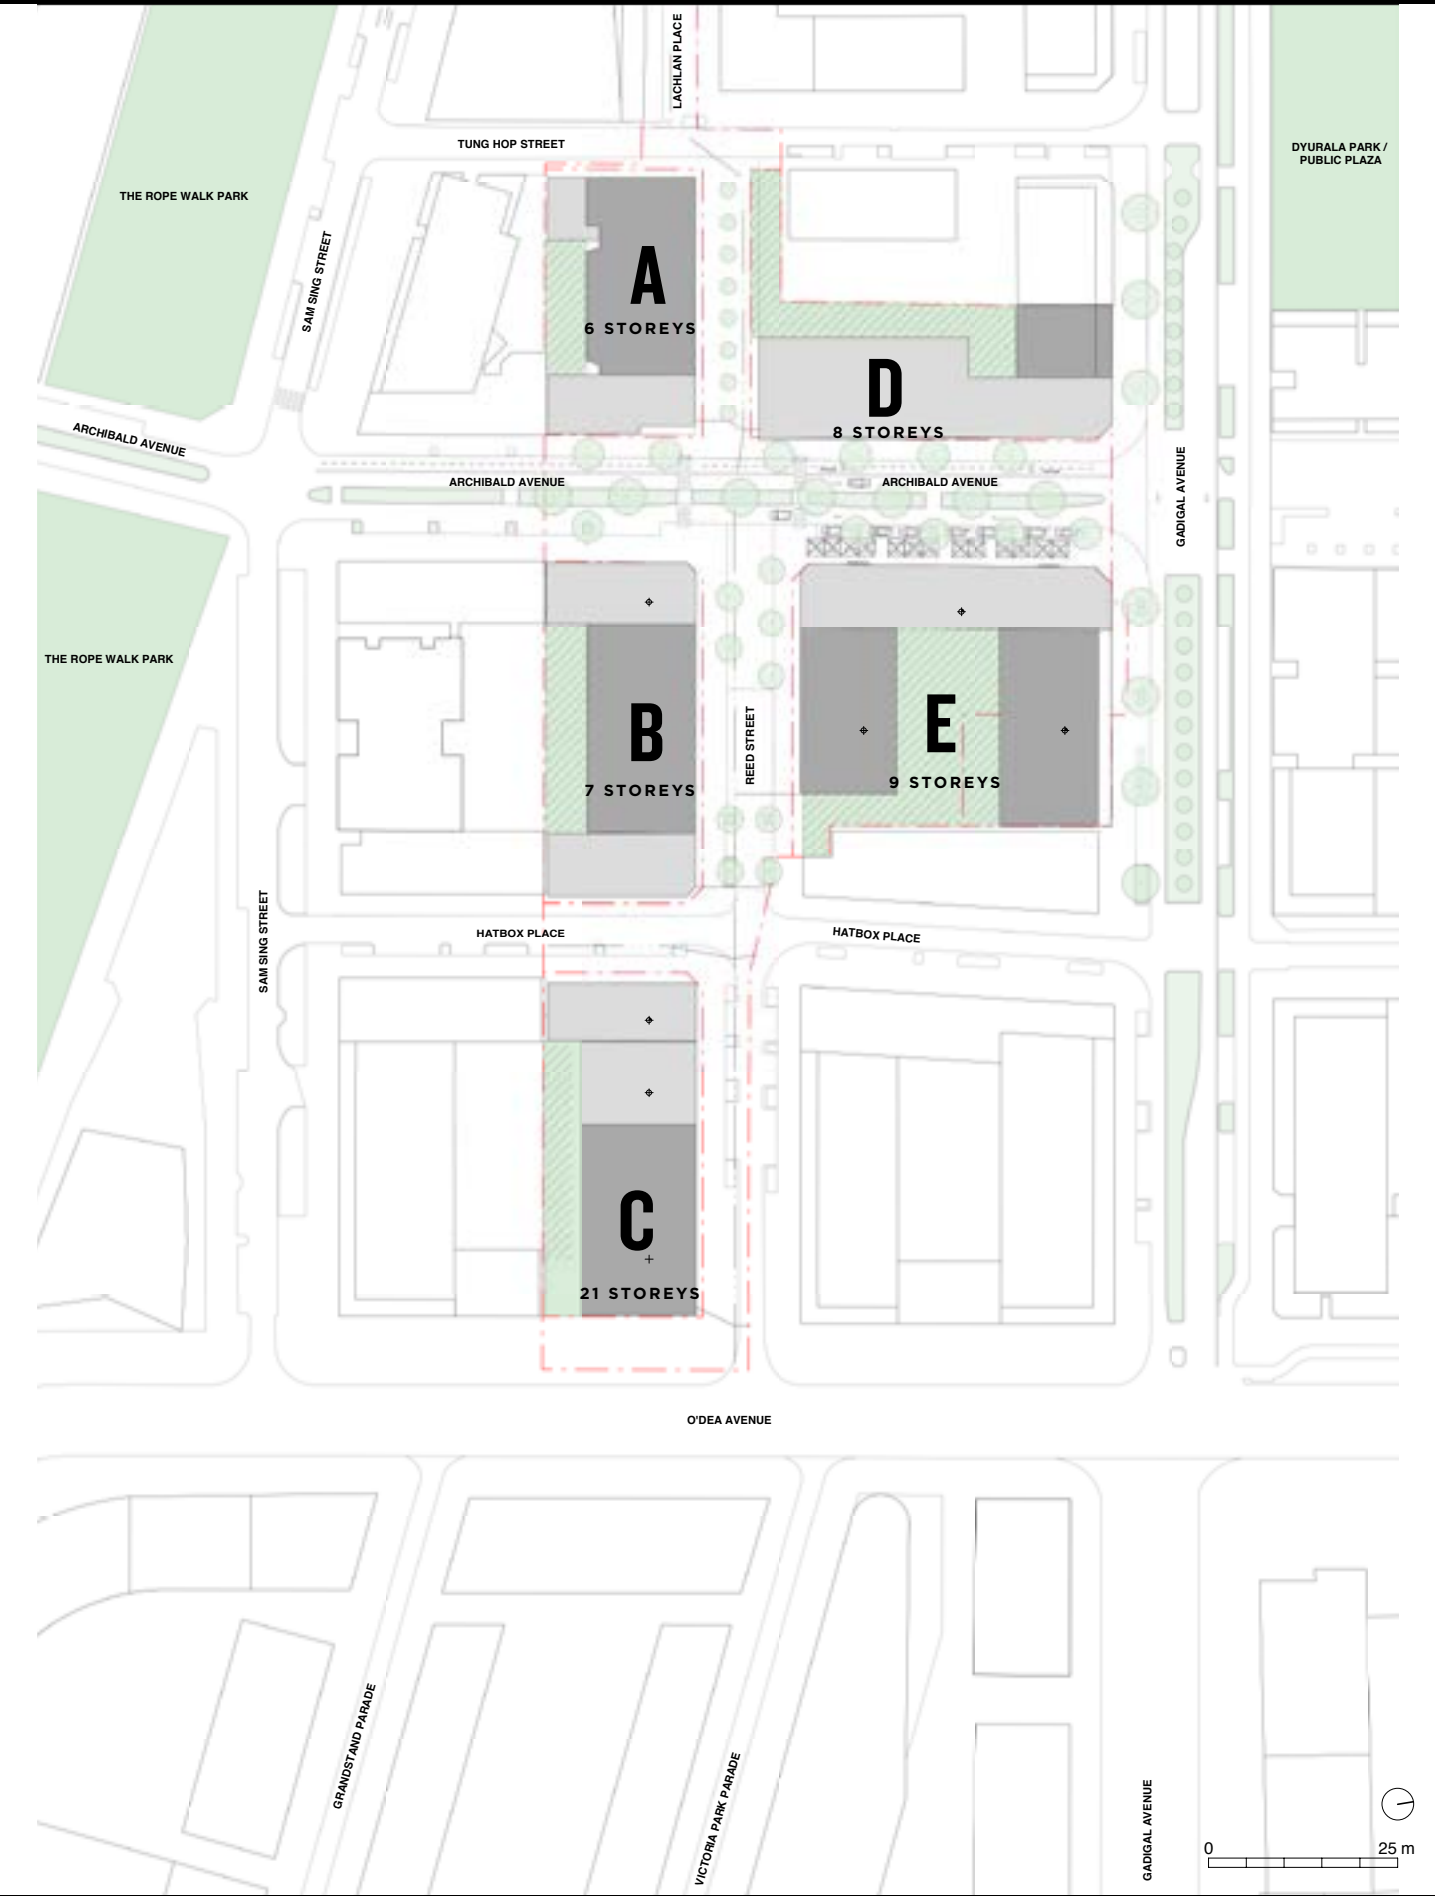 LACHLAN PLACE
TUNG HOP STREET
DYURALA PARK /
PUBLIC PLAZA
THE ROPE WALK PARK
SAM SING STREET
A
6 STOREYS
D
8 STOREYS
ARCHIBALD AVENUE
ARCHIBALD AVENUE
ARCHIBALD AVENUE
GADIGAL AVENUE
THE ROPE WALK PARK
B
7 STOREYS
REED STREET
E
9 STOREYS
SAM SING STREET
HATBOX PLACE
HATBOX PLACE
C
21 STOREYS
O'DEA AVENUE
GRANDSTAND PARADE
VICTORIA PARK PARADE
GADIGAL AVENUE
0 25 m